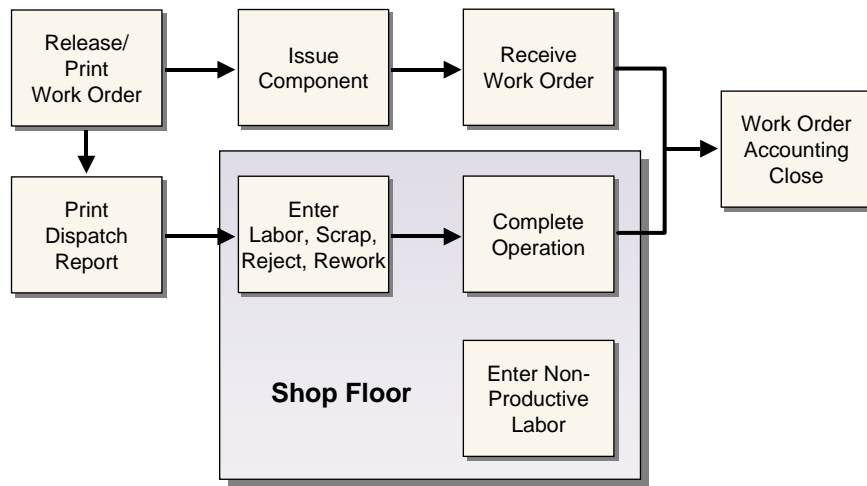 Release/
Print
Work Order
Issue
Component
Receive
Work Order
Work Order
Accounting
Close
Print
Dispatch
Report
Enter
Labor, Scrap,
Reject, Rework
Complete
Operation
Shop Floor
Enter Non-
Productive
Labor